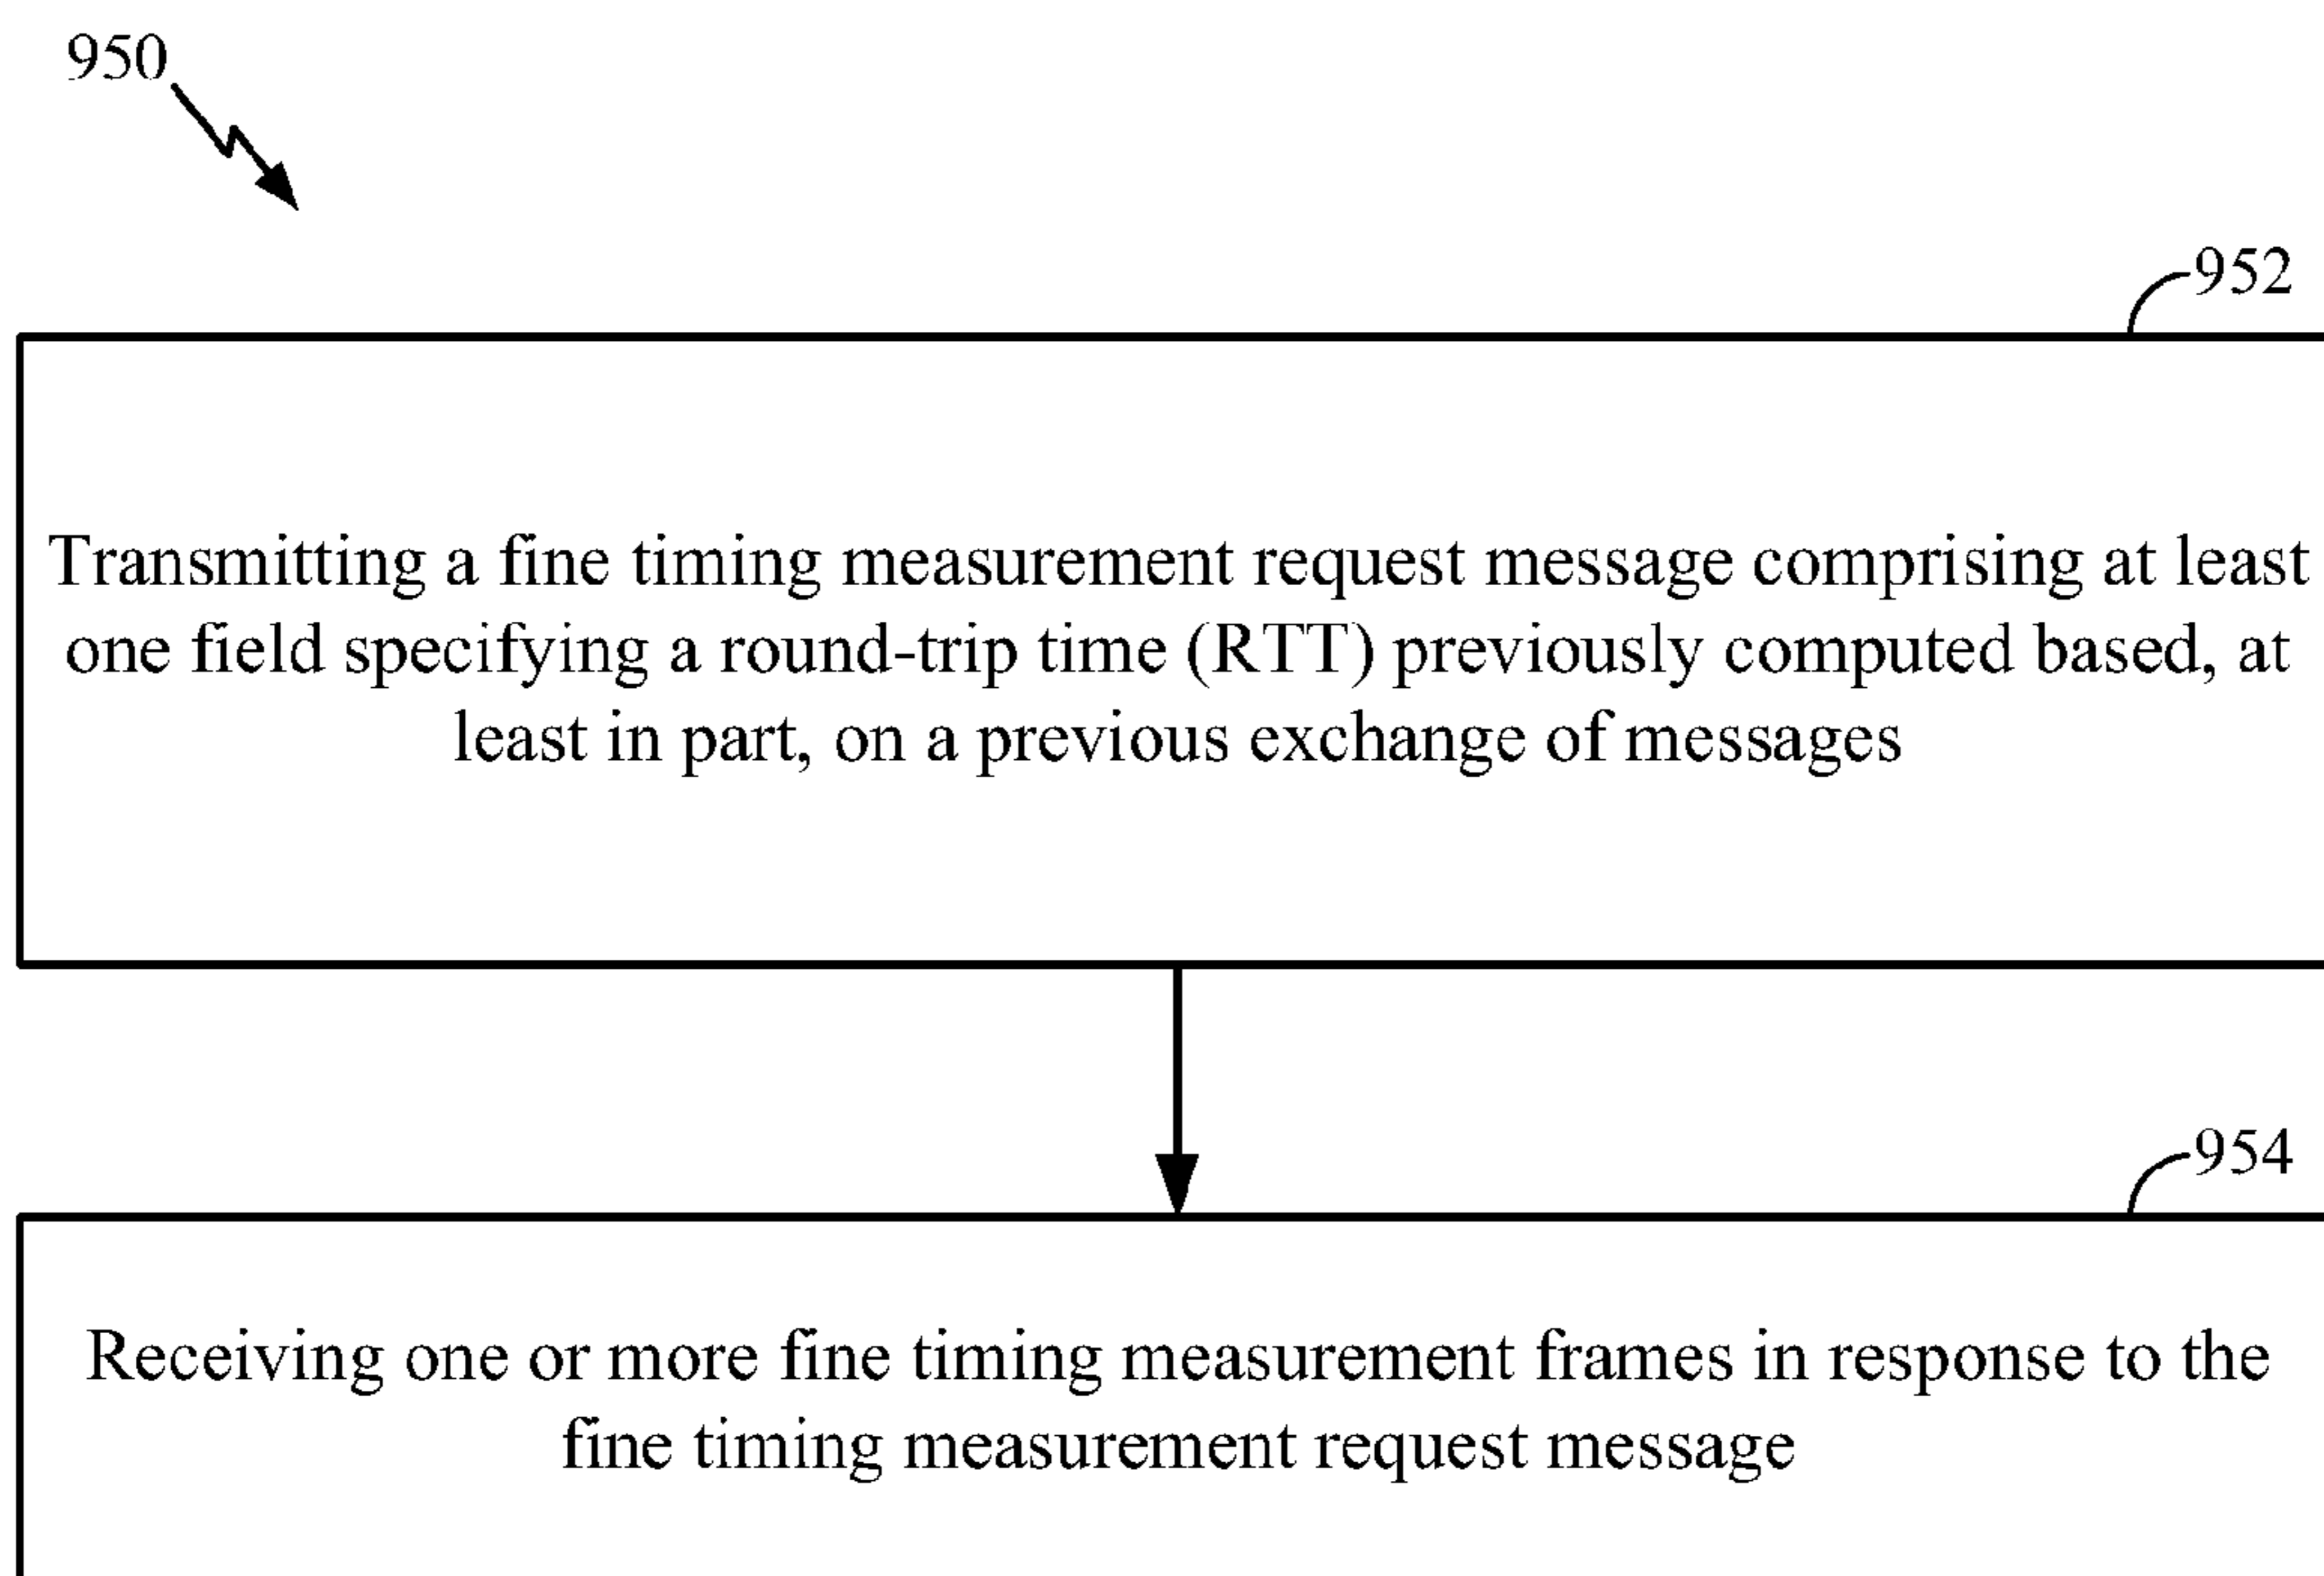 950
952
Transmitting a fine timing measurement request message comprising at least
one field specifying a round-trip time (RTT) previously computed based, at
least in part, on a previous exchange of messages
954
Receiving one or more fine timing measurement frames in response to the
fine timing measurement request message